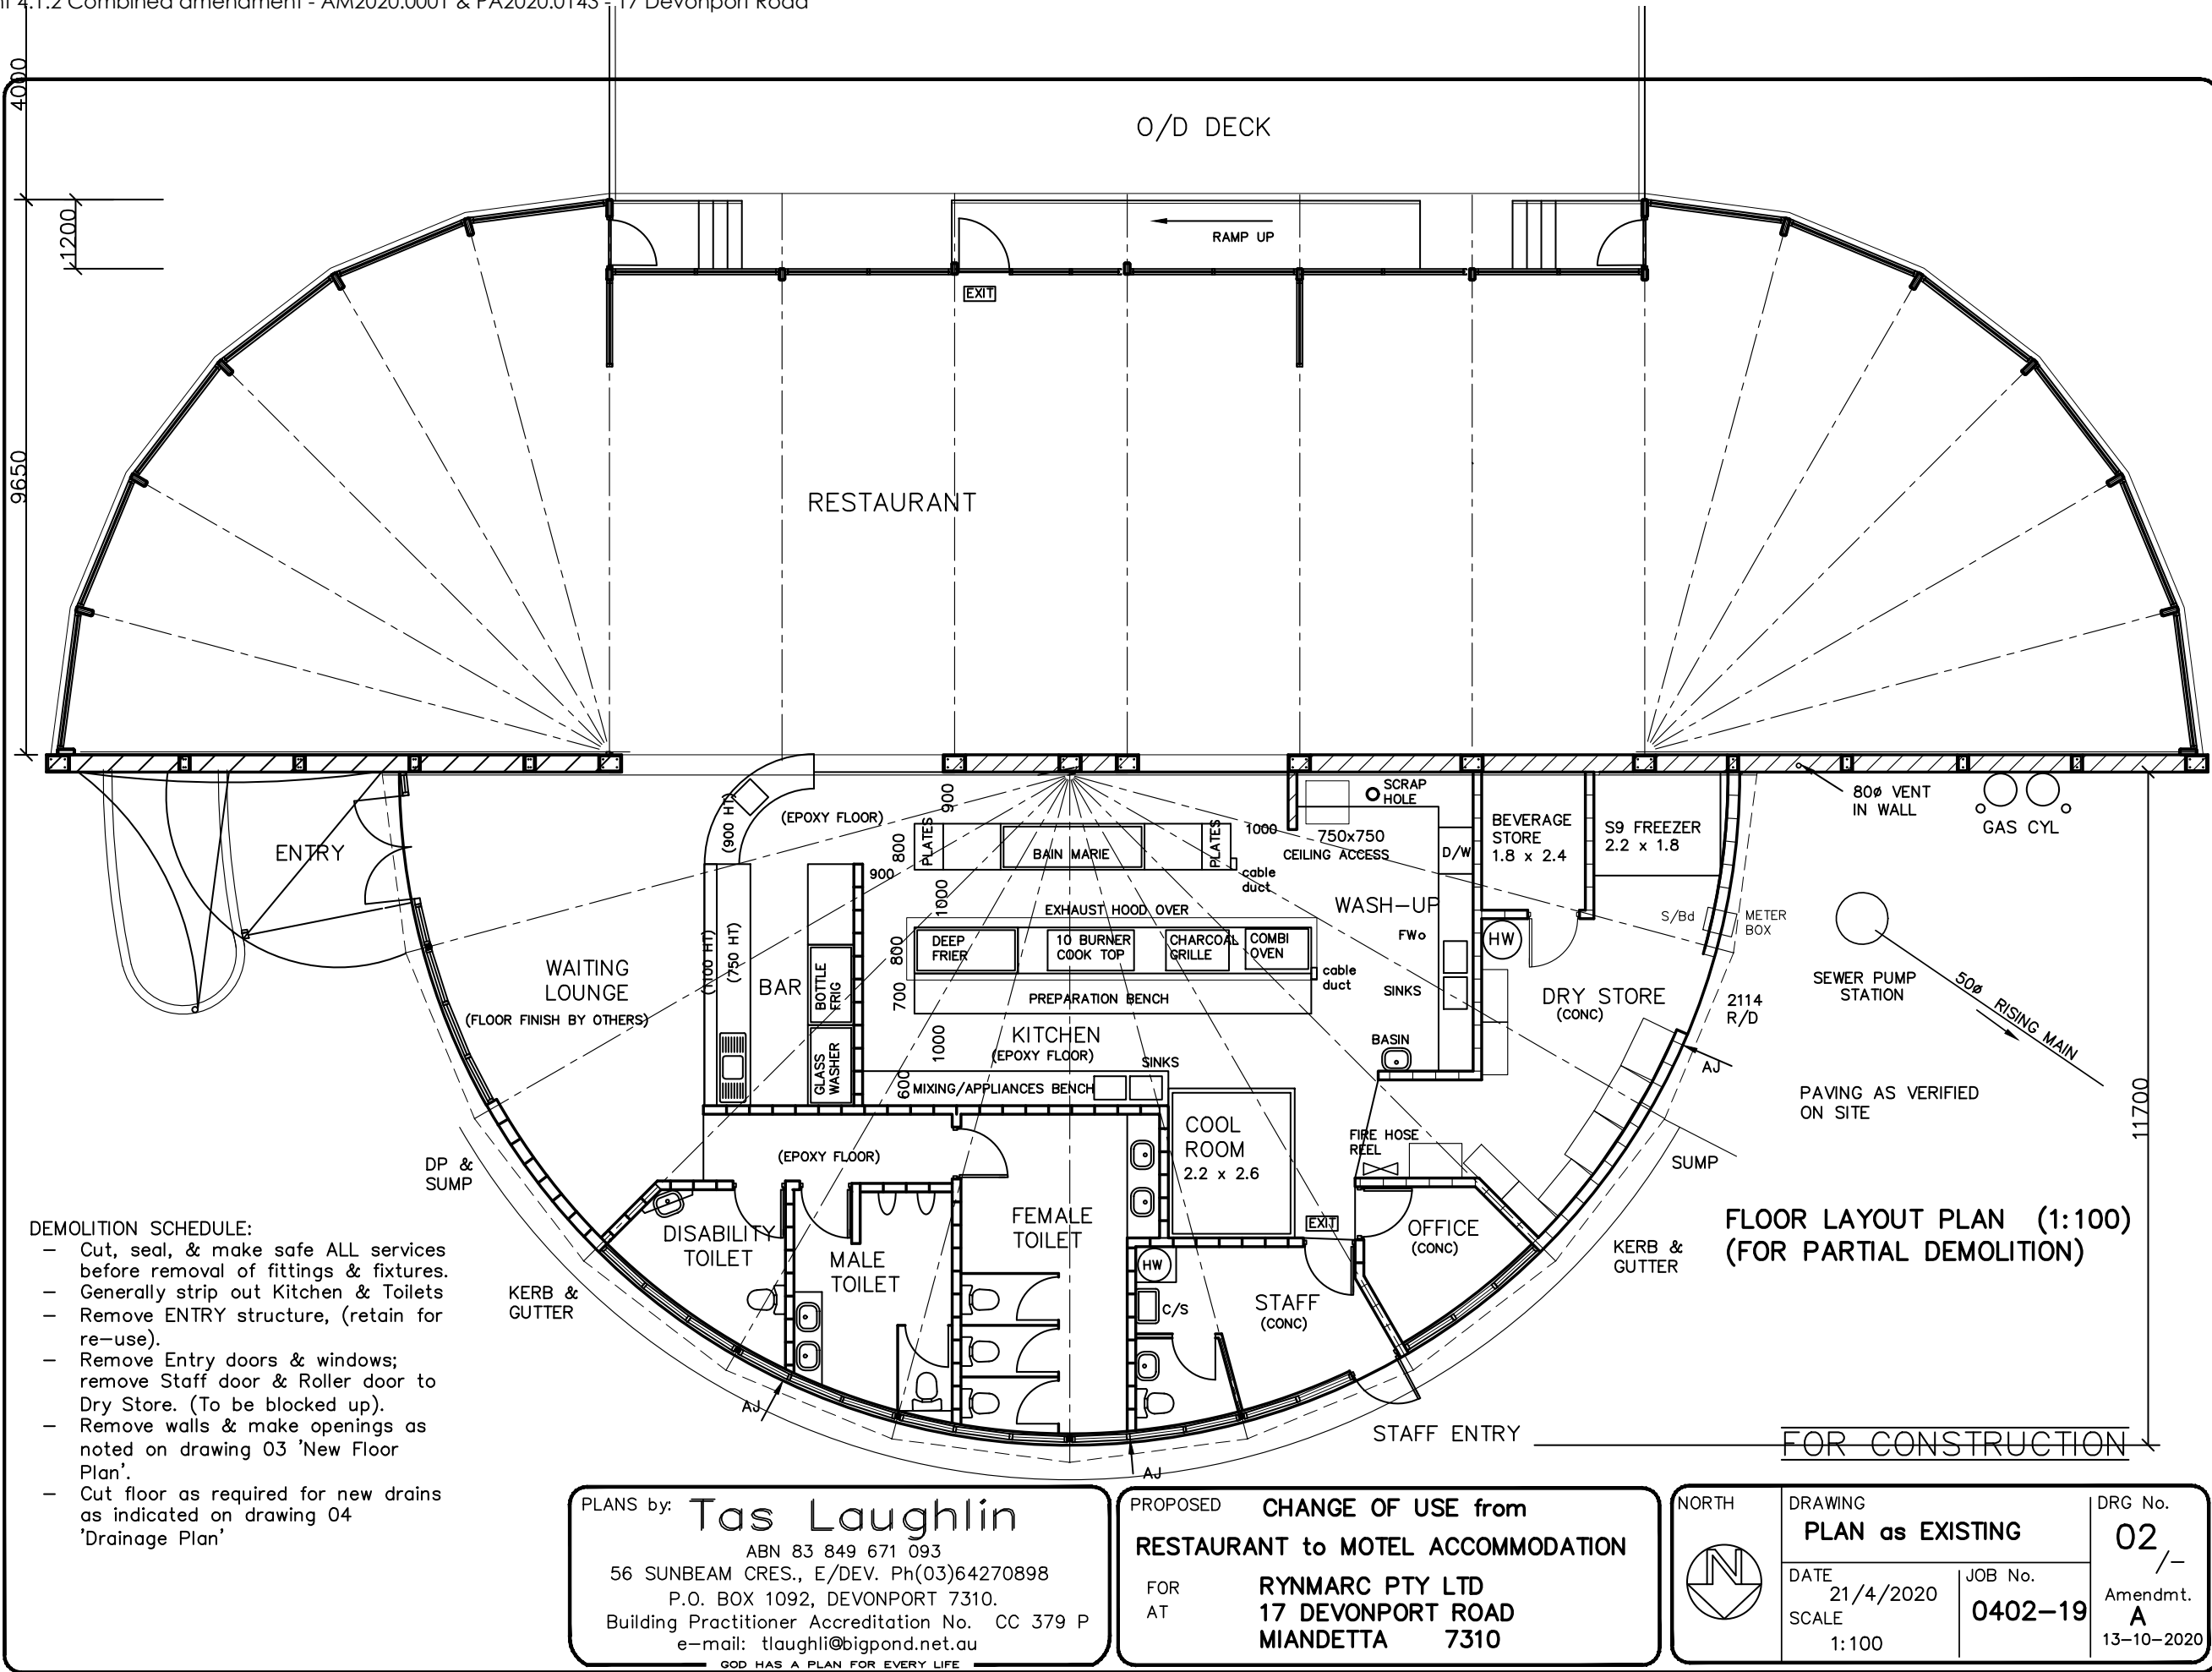 4.1.2 Combined amendment - AM2020.0001 & PA2020.0143 - 17 Devonport Road
4000
O/D DECK
1200
RAMP UP
EXIT
9650
RESTAURANT
ENTRY
(900 HT)
(EPOXY FLOOR)
900
800
PLATES
BAIN MARIE
PLATES
1000
SCRAP
HOLE
750x750
CEILING ACCESS
D/W
BEVERAGE
STORE
1.8 x 2.4
S9 FREEZER
2.2 x 1.8
80ø VENT
IN WALL
GAS CYL
900
cable
duct
1000
EXHAUST HOOD OVER
WASH-UP
FW
HW
S/Bd
METER
BOX
800
DEEP
FRIER
10 BURNER
COOK TOP
CHARCOAL
GRILLE
COMBI
OVEN
cable
duct
WAITING
LOUNGE
(FLOOR FINISH BY OTHERS)
(1100 HT)
(750 HT)
BAR
BOTTLE
FRIG
700
PREPARATION BENCH
SINKS
DRY STORE
(CONC)
2114
R/D
SEWER PUMP
STATION
50ø RISING MAIN
GLASS
WASHER
1000
KITCHEN
(EPOXY FLOOR)
BASIN
SINKS
600
MIXING/APPLIANCES BENCH
AJ
PAVING AS VERIFIED
ON SITE
11700
COOL
ROOM
2.2 x 2.6
FIRE HOSE
REEL
SUMP
DP &
SUMP
(EPOXY FLOOR)
DISABILITY
TOILET
MALE
TOILET
FEMALE
TOILET
EXIT
OFFICE
(CONC)
KERB &
GUTTER
FLOOR LAYOUT PLAN (1:100)
(FOR PARTIAL DEMOLITION)
KERB &
GUTTER
HW
C/S
STAFF
(CONC)
AJ
AJ
STAFF ENTRY
FOR CONSTRUCTION
DEMOLITION SCHEDULE:
— Cut, seal, & make safe ALL services
before removal of fittings & fixtures.
— Generally strip out Kitchen & Toilets
— Remove ENTRY structure, (retain for
re-use).
— Remove Entry doors & windows;
remove Staff door & Roller door to
Dry Store. (To be blocked up).
— Remove walls & make openings as
noted on drawing 03 'New Floor
Plan'.
— Cut floor as required for new drains
as indicated on drawing 04
'Drainage Plan'
PLANS by: Tas Laughlin
ABN 83 849 671 093
56 SUNBEAM CRES., E/DEV. Ph(03)64270898
P.O. BOX 1092, DEVONPORT 7310.
Building Practitioner Accreditation No. CC 379 P
e-mail: tlaughli@bigpond.net.au
GOD HAS A PLAN FOR EVERY LIFE
PROPOSED CHANGE OF USE from
RESTAURANT to MOTEL ACCOMMODATION
FOR RYNMARC PTY LTD
AT 17 DEVONPORT ROAD
MIANDETTA 7310
NORTH
N
DRAWING
PLAN as EXISTING
DATE
21/4/2020
SCALE
1:100
JOB No.
0402-19
DRG No.
02
/-
Amendmt.
A
13-10-2020